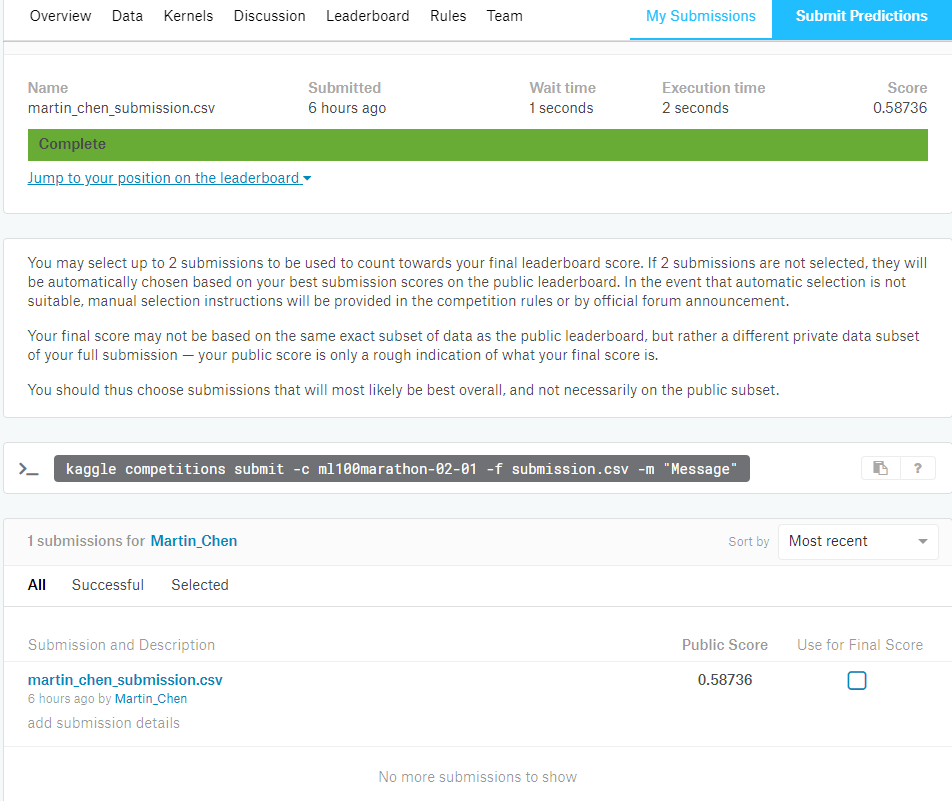 Overview Data Kernels Discussion Leaderboard Rules Team My Submissions Submit Predictions
Name Submitted Wait time Execution time Score
martin_chen_submission.csv 6 hours ago 1 seconds 2 seconds 0.58736
Complete
Jump to your position on the leaderboard
You may select up to 2 submissions to be used to count towards your final leaderboard score. If 2 submissions are not selected, they will
be automatically chosen based on your best submission scores on the public leaderboard. In the event that automatic selection is not
suitable, manual selection instructions will be provided in the competition rules or by official forum announcement.
Your final score may not be based on the same exact subset of data as the public leaderboard, but rather a different private data subset
of your full submission — your public score is only a rough indication of what your final score is.
You should thus choose submissions that will most likely be best overall, and not necessarily on the public subset.
>_ kaggle competitions submit -c ml100marathon-02-01 -f submission.csv -m "Message" ?
1 submissions for Martin_Chen Sort by Most recent
All Successful Selected
Submission and Description Public Score Use for Final Score
martin_chen_submission.csv 0.58736
6 hours ago by Martin_Chen
add submission details
No more submissions to show